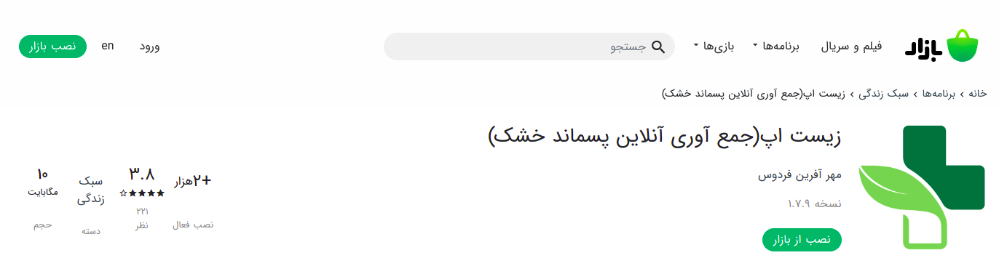 بازار
فیلم و سریال
برنامه‌ها
بازی‌ها
جستجو
ورود
en
نصب بازار
خانه › برنامه‌ها › سبک زندگی › زیست اپ(جمع آوری آنلاین پسماند خشک)
زیست اپ(جمع آوری آنلاین پسماند خشک)
مهر آفرین فردوس
نسخه ۱.۷.۹
نصب از بازار
+۲هزار
نصب فعال
۳.۸
۲۲۱
نظر
سبک
زندگی
دسته
۱۰
مگابایت
حجم